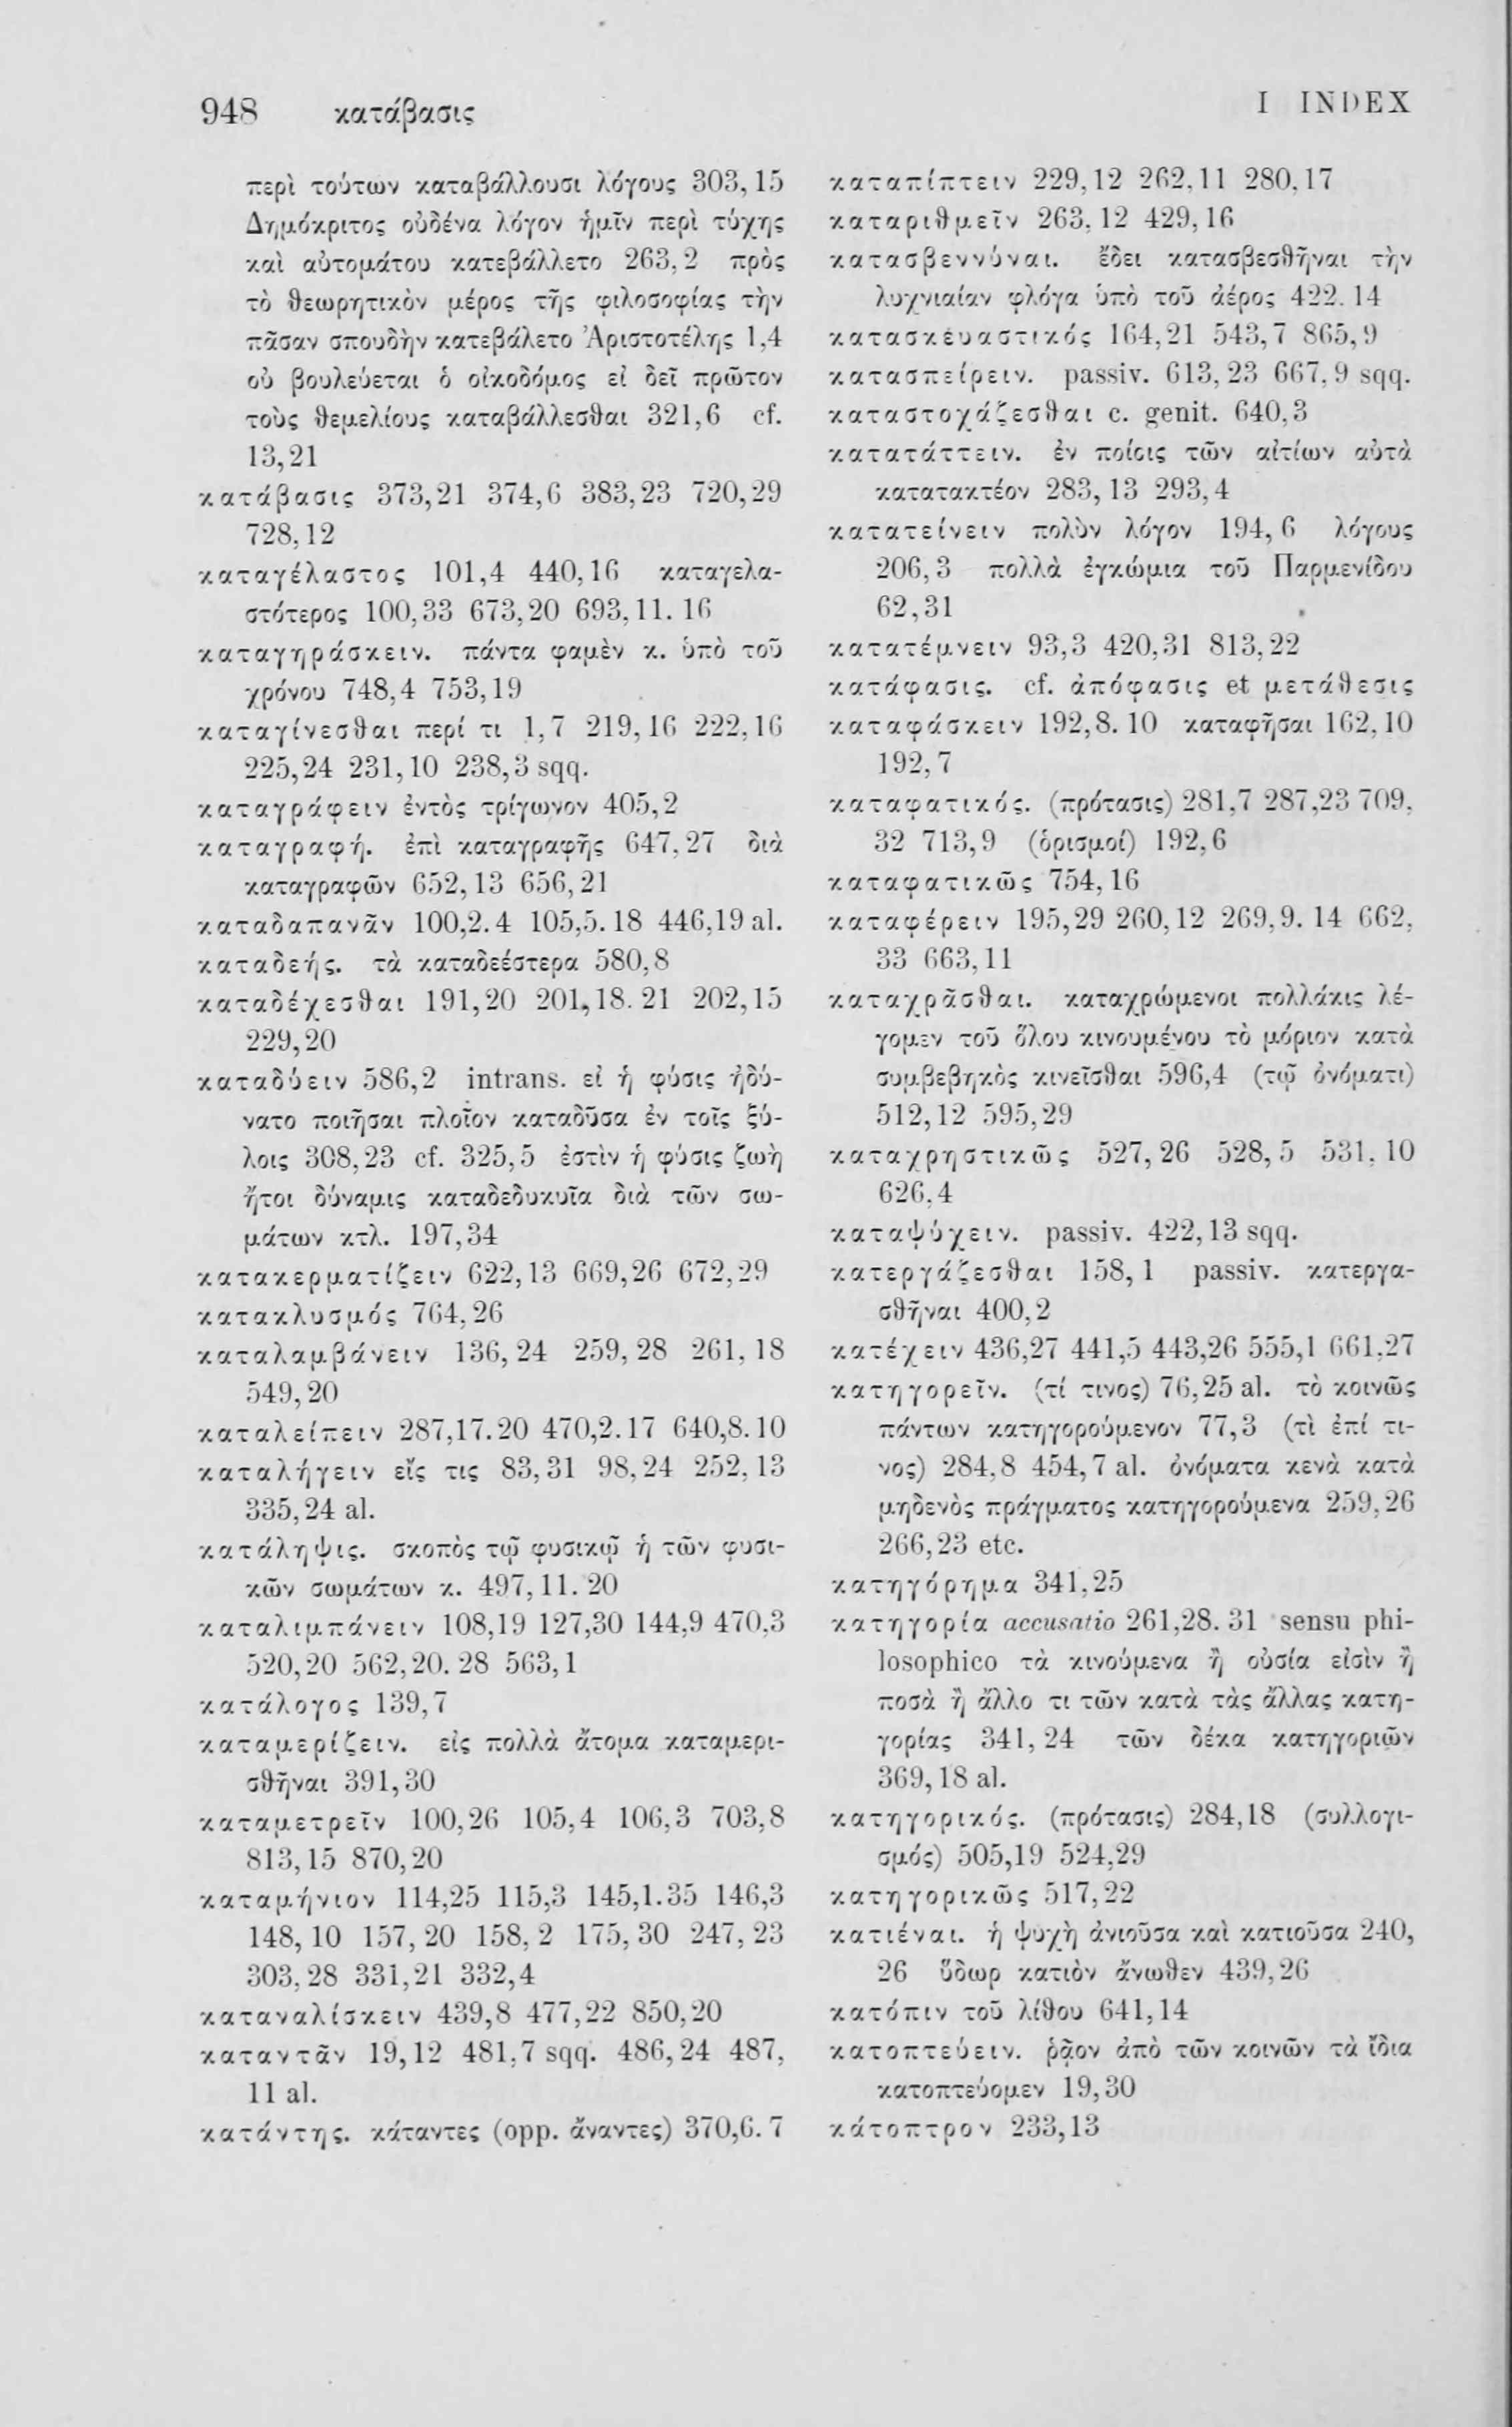 948 κατάβασις
I INDEX
περὶ τούτων καταβάλλουσι λόγους 303,15
Δημόκριτος οὐδένα λόγον ἡμῖν περὶ τύχης
καὶ αὐτομάτου κατεβάλλετο 263,2 πρὸς
τὸ θεωρητικὸν μέρος τῆς φιλοσοφίας τὴν
πᾶσαν σπουδὴν κατεβάλετο Ἀριστοτέλης 1,4
οὐ βουλεύεται ὁ οἰκοδόμος εἰ δεῖ πρῶτον
τοὺς θεμελίους καταβάλλεσθαι 321,6 cf.
13,21
κατάβασις 373,21 374,6 383,23 720,29
728,12
καταγέλαστος 101,4 440,16 καταγελα-
στότερος 100,33 673,20 693,11. 16
καταγηράσκειν. πάντα φαμὲν κ. ὑπὸ τοῦ
χρόνου 748,4 753,19
καταγίνεσθαι περί τι 1,7 219,16 222,16
225,24 231,10 238,3 sqq.
καταγράφειν ἐντὸς τρίγωνον 405,2
καταγραφή. ἐπὶ καταγραφῆς 647,27 διὰ
καταγραφῶν 652,13 656,21
καταδαπανᾶν 100,2. 4 105,5. 18 446,19 al.
καταδεής. τὰ καταδεέστερα 580,8
καταδέχεσθαι 191,20 201,18. 21 202,15
229,20
καταδύειν 586,2 intrans. εἰ ἡ φύσις ἠδύ-
νατο ποιῆσαι πλοῖον καταδῦσα ἐν τοῖς ξύ-
λοις 308,23 cf. 325,5 ἐστὶν ἡ φύσις ζωὴ
ἤτοι δύναμις καταδεδυκυῖα διὰ τῶν σω-
μάτων κτλ. 197,34
κατακερματίζειν 622,13 669,26 672,29
κατακλυσμός 764,26
καταλαμβάνειν 136,24 259,28 261,18
549,20
καταλείπειν 287,17. 20 470,2. 17 640,8. 10
καταλήγειν εἴς τις 83,31 98,24 252,13
335,24 al.
κατάληψις. σκοπὸς τῷ φυσικῷ ἡ τῶν φυσι-
κῶν σωμάτων κ. 497,11. 20
καταλιμπάνειν 108,19 127,30 144,9 470,3
520,20 562,20. 28 563,1
κατάλογος 139,7
καταμερίζειν. εἰς πολλὰ ἄτομα καταμερι-
σθῆναι 391,30
καταμετρεῖν 100,26 105,4 106,3 703,8
813,15 870,20
καταμήνιον 114,25 115,3 145,1. 35 146,3
148,10 157,20 158,2 175,30 247,23
303,28 331,21 332,4
καταναλίσκειν 439,8 477,22 850,20
καταντᾶν 19,12 481,7 sqq. 486,24 487,
11 al.
κατάντης. κάταντες (opp. ἄναντες) 370,6. 7
καταπίπτειν 229,12 262,11 280,17
καταριθμεῖν 263,12 429,16
κατασβεννύναι. ἔδει κατασβεσθῆναι τὴν
λυχνιαίαν φλόγα ὑπὸ τοῦ ἀέρος 422,14
κατασκευαστικός 164,21 543,7 865,9
κατασπείρειν. passiv. 613,23 667,9 sqq.
καταστοχάζεσθαι c. genit. 640,3
κατατάττειν. ἐν ποίοις τῶν αἰτίων αὐτὰ
κατατακτέον 283,13 293,4
κατατείνειν πολὺν λόγον 194,6 λόγους
206,3 πολλὰ ἐγκώμια τοῦ Παρμενίδου
62,31
κατατέμνειν 93,3 420,31 813,22
κατάφασις. cf. ἀπόφασις et μετάθεσις
καταφάσκειν 192,8. 10 καταφῆσαι 162,10
192,7
καταφατικός. (πρότασις) 281,7 287,23 709,
32 713,9 (ὁρισμοί) 192,6
καταφατικῶς 754,16
καταφέρειν 195,29 260,12 269,9. 14 662,
33 663,11
καταχρᾶσθαι. καταχρώμενοι πολλάκις λέ-
γομεν τοῦ ὅλου κινουμένου τὸ μόριον κατὰ
συμβεβηκὸς κινεῖσθαι 596,4 (τῷ ὀνόματι)
512,12 595,29
καταχρηστικῶς 527,26 528,5 531,10
626,4
καταψύχειν. passiv. 422,13 sqq.
κατεργάζεσθαι 158,1 passiv. κατεργα-
σθῆναι 400,2
κατέχειν 436,27 441,5 443,26 555,1 661,27
κατηγορεῖν. (τί τινος) 76,25 al. τὸ κοινῶς
πάντων κατηγορούμενον 77,3 (τὶ ἐπί τι-
νος) 284,8 454,7 al. ὀνόματα κενὰ κατὰ
μηδενὸς πράγματος κατηγορούμενα 259,26
266,23 etc.
κατηγόρημα 341,25
κατηγορία accusatio 261,28. 31 sensu phi-
losophico τὰ κινούμενα ἢ οὐσία εἰσὶν ἢ
ποσὰ ἢ ἄλλο τι τῶν κατὰ τὰς ἄλλας κατη-
γορίας 341,24 τῶν δέκα κατηγοριῶν
369,18 al.
κατηγορικός. (πρότασις) 284,18 (συλλογι-
σμός) 505,19 524,29
κατηγορικῶς 517,22
κατιέναι. ἡ ψυχὴ ἀνιοῦσα καὶ κατιοῦσα 240,
26 ὕδωρ κατιὸν ἄνωθεν 439,26
κατόπιν τοῦ λίθου 641,14
κατοπτεύειν. ῥᾷον ἀπὸ τῶν κοινῶν τὰ ἴδια
κατοπτεύομεν 19,30
κάτοπτρον 233,13